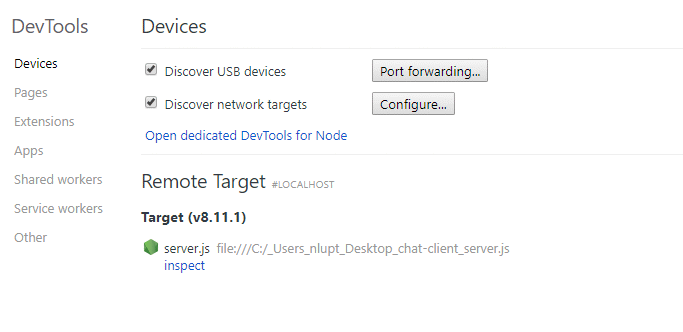 DevTools
Devices
Pages
Extensions
Apps
Shared workers
Service workers
Other
Devices
Discover USB devices Port forwarding...
Discover network targets Configure...
Open dedicated DevTools for Node
Remote Target #LOCALHOST
Target (v8.11.1)
server.js file:///C:/_Users_nlupt_Desktop_chat-client_server.js
inspect